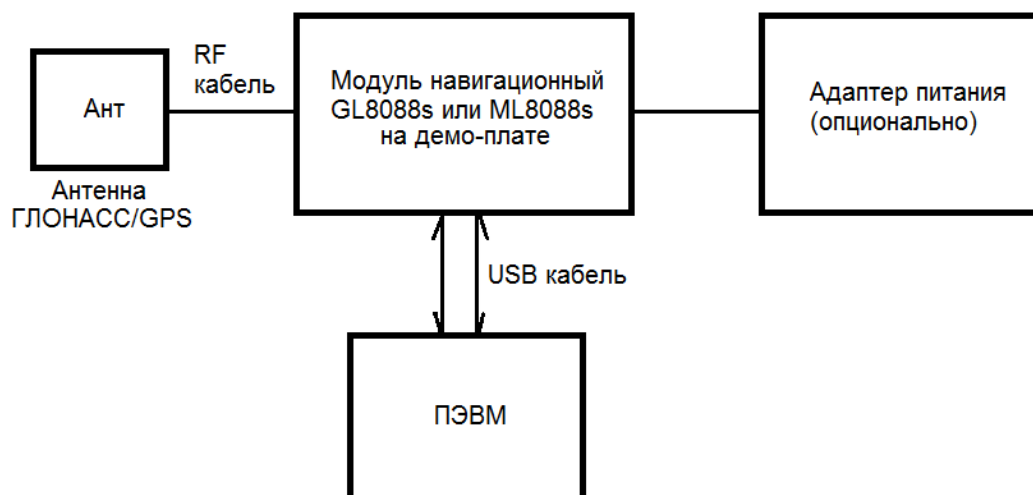 RF
кабель
Ант
Антенна
ГЛОНАСС/GPS
Модуль навигационный
GL8088s или ML8088s
на демо-плате
Адаптер питания
(опционально)
USB кабель
ПЭВМ